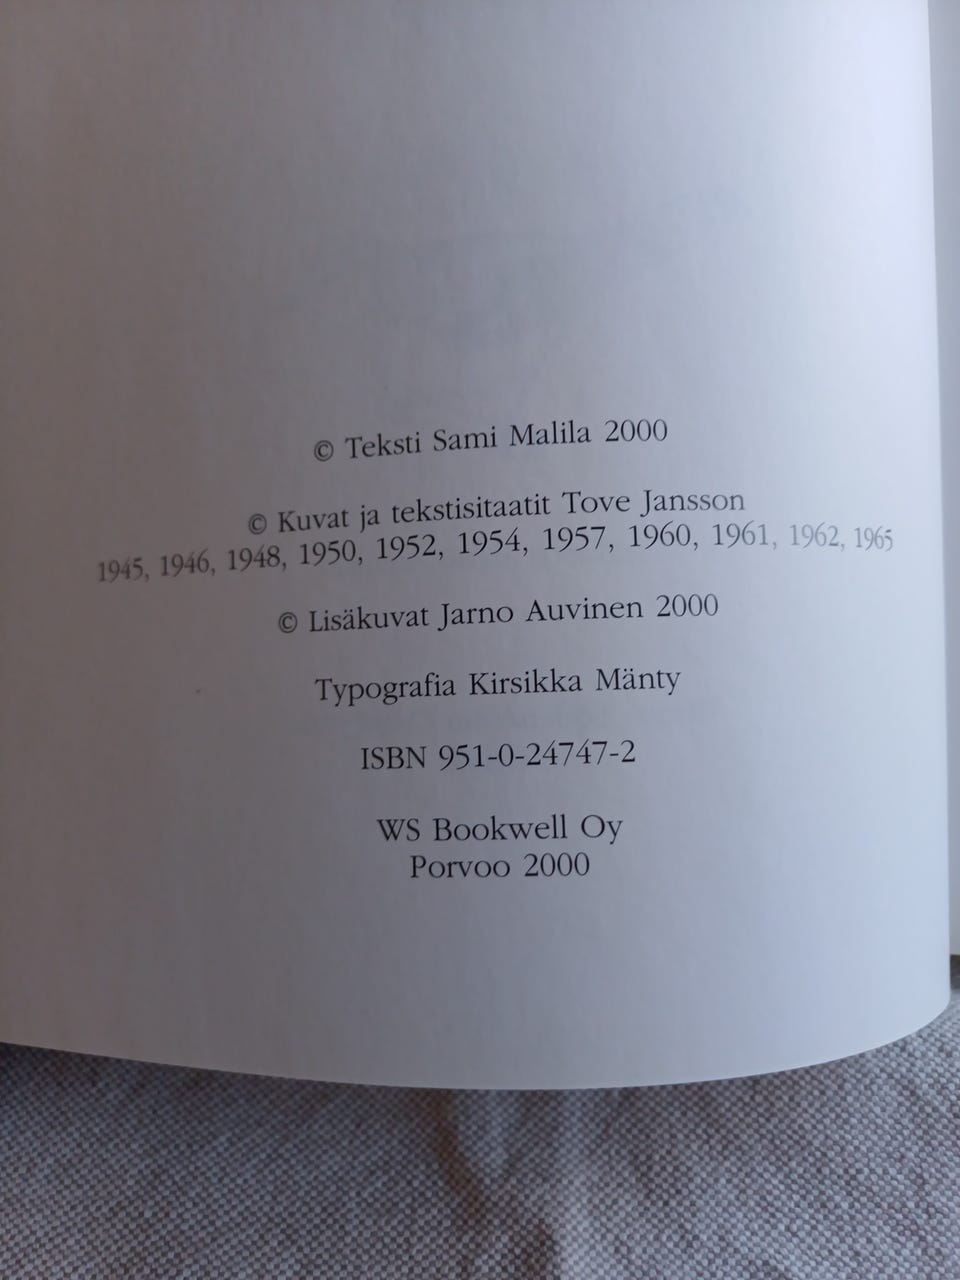 © Teksti Sami Malila 2000
© Kuvat ja tekstisitaatit Tove Jansson
1945, 1946, 1948, 1950, 1952, 1954, 1957, 1960, 1961, 1962, 1965
© Lisäkuvat Jarno Auvinen 2000
Typografia Kirsikka Mänty
ISBN 951-0-24747-2
WS Bookwell Oy
Porvoo 2000